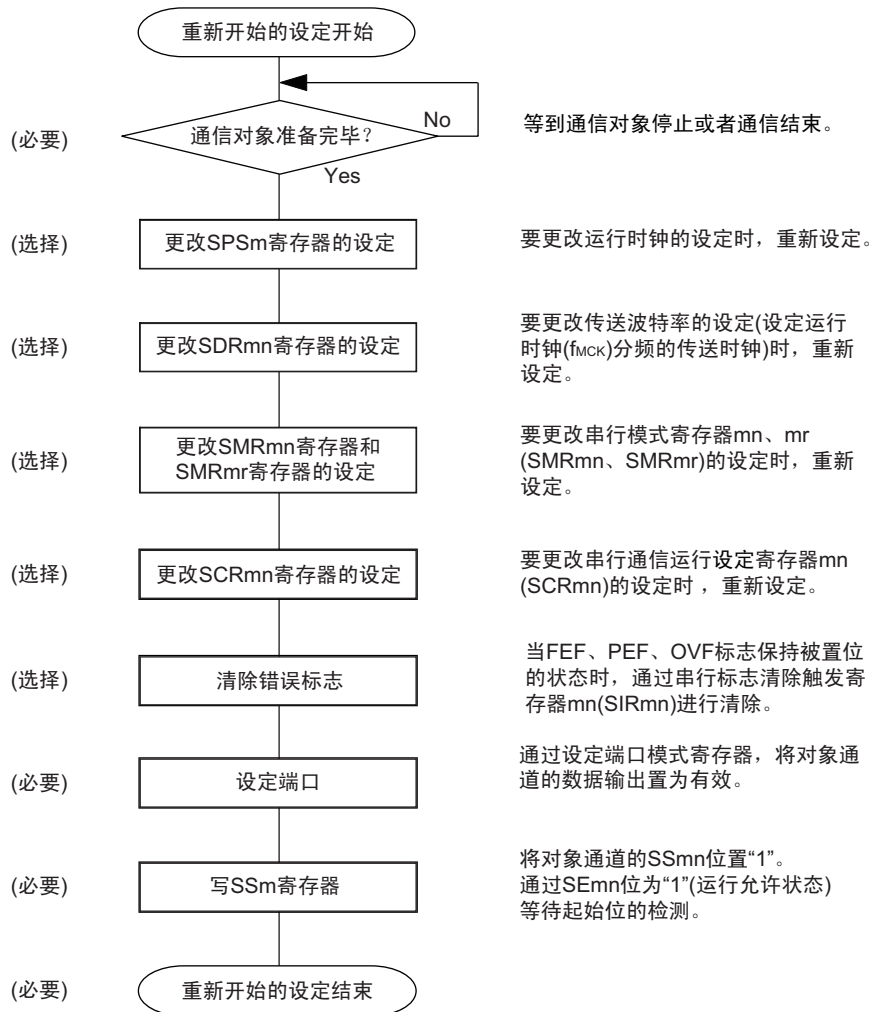 重新开始的设定开始
(必要)
通信对象准备完毕？
No
等到通信对象停止或者通信结束。
Yes
(选择)
更改SPSm寄存器的设定
要更改运行时钟的设定时，重新设定。
(选择)
更改SDRmn寄存器的设定
要更改传送波特率的设定(设定运行
时钟(fMCK)分频的传送时钟)时，重新
设定。
(选择)
更改SMRmn寄存器和
SMRmr寄存器的设定
要更改串行模式寄存器mn、mr
(SMRmn、SMRmr)的设定时，重新
设定。
(选择)
更改SCRmn寄存器的设定
要更改串行通信运行设定寄存器mn
(SCRmn)的设定时，重新设定。
(选择)
清除错误标志
当FEF、PEF、OVF标志保持被置位
的状态时，通过串行标志清除触发寄
存器mn(SIRmn)进行清除。
(必要)
设定端口
通过设定端口模式寄存器，将对象通
道的数据输出置为有效。
(必要)
写SSm寄存器
将对象通道的SSmn位置“1”。
通过SEmn位为“1”(运行允许状态)
等待起始位的检测。
(必要)
重新开始的设定结束